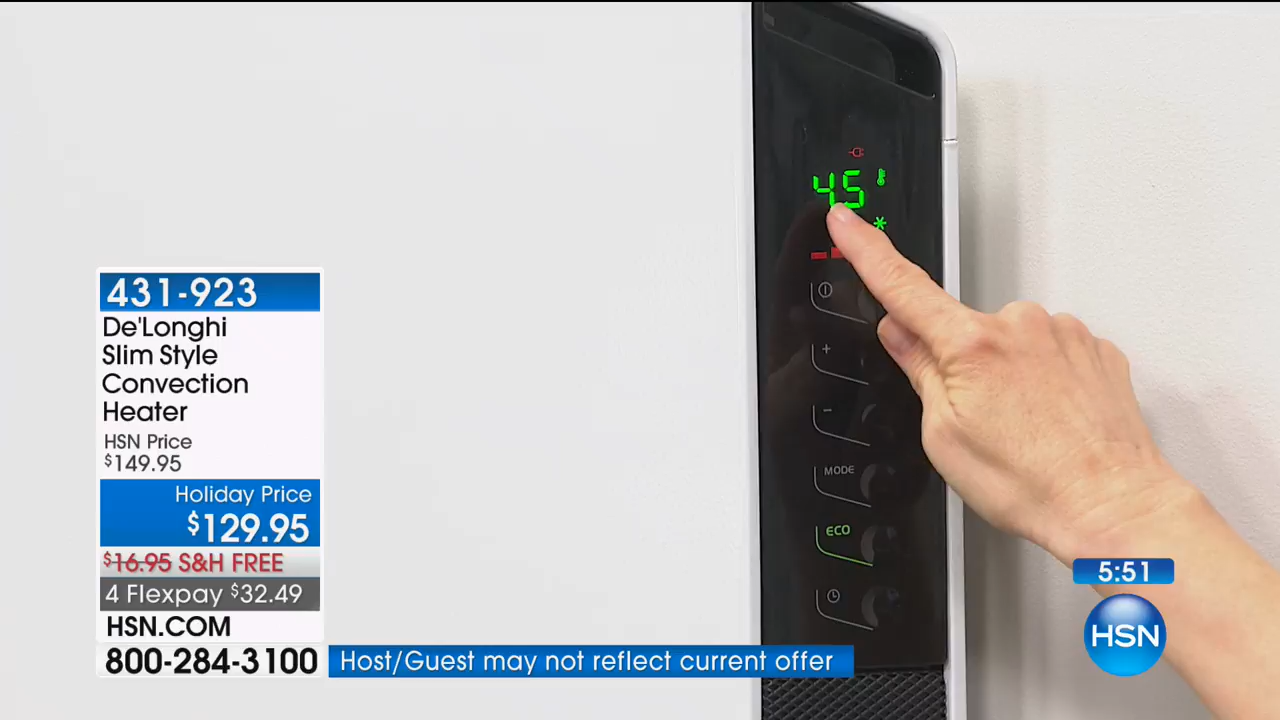 431-923
De'Longhi
Slim Style
Convection
Heater
HSN Price
$149.95
Holiday Price
$129.95
$16.95 S&H FREE
4 Flexpay $32.49
HSN.COM
800-284-3100
Host/Guest may not reflect current offer
45
+
-
MODE
ECO
5:51
HSN